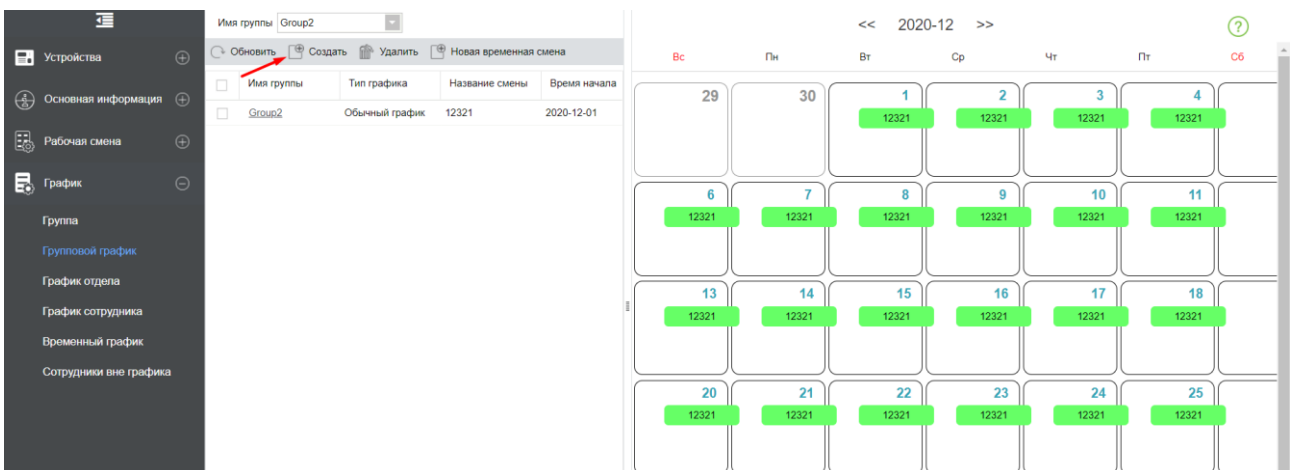 Имя группы Group2
<< 2020-12 >>
?
Устройства
Основная информация
Рабочая смена
График
Группа
Групповой график
График отдела
График сотрудника
Временный график
Сотрудники вне графика
Обновить Создать Удалить Новая временная смена
Имя группы Тип графика Название смены Время начала
Group2 Обычный график 12321 2020-12-01
Вс Пн Вт Ср Чт Пт Сб
29 30 1 2 3 4
12321 12321 12321 12321
6 7 8 9 10 11
12321 12321 12321 12321 12321 12321
13 14 15 16 17 18
12321 12321 12321 12321 12321 12321
20 21 22 23 24 25
12321 12321 12321 12321 12321 12321